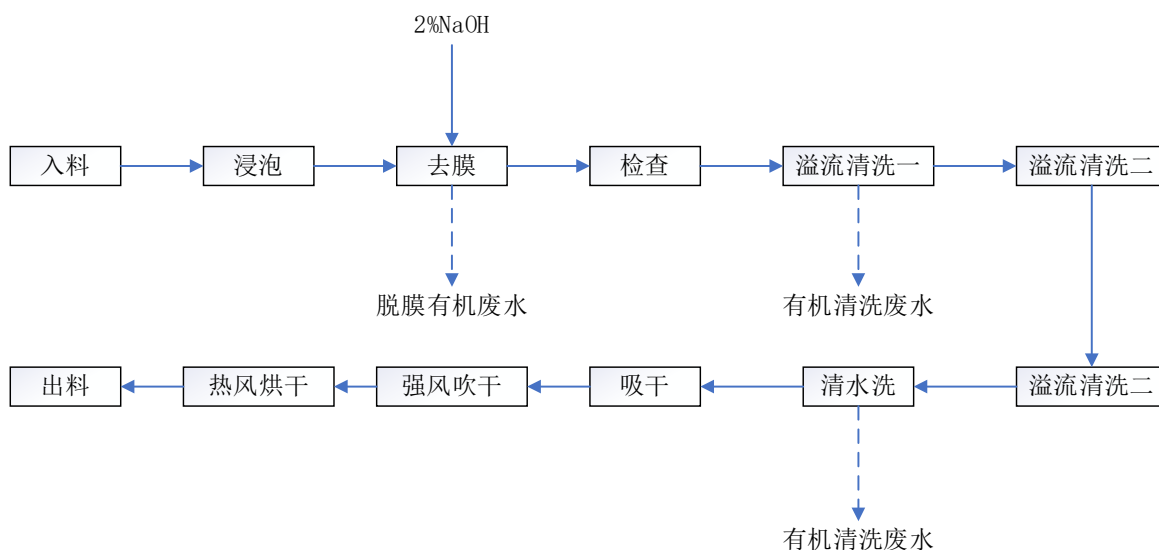 2%NaOH
入料
浸泡
去膜
检查
溢流清洗一
溢流清洗二
脱膜有机废水
有机清洗废水
出料
热风烘干
强风吹干
吸干
清水洗
溢流清洗二
有机清洗废水